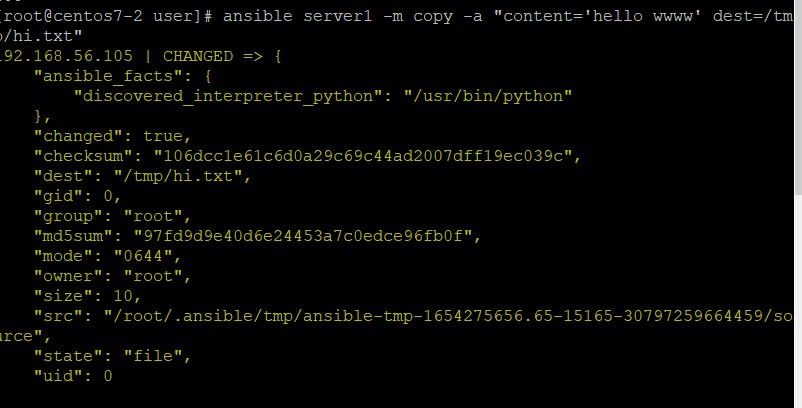 [root@centos7-2 user]# ansible server1 -m copy -a "content='hello wwww' dest=/tm
p/hi.txt"
192.168.56.105 | CHANGED => {
    "ansible_facts": {
        "discovered_interpreter_python": "/usr/bin/python"
    },
    "changed": true,
    "checksum": "106dcc1e61c6d0a29c69c44ad2007dff19ec039c",
    "dest": "/tmp/hi.txt",
    "gid": 0,
    "group": "root",
    "md5sum": "97fd9d9e40d6e24453a7c0edce96fb0f",
    "mode": "0644",
    "owner": "root",
    "size": 10,
    "src": "/root/.ansible/tmp/ansible-tmp-1654275656.65-15165-30797259664459/so
urce",
    "state": "file",
    "uid": 0